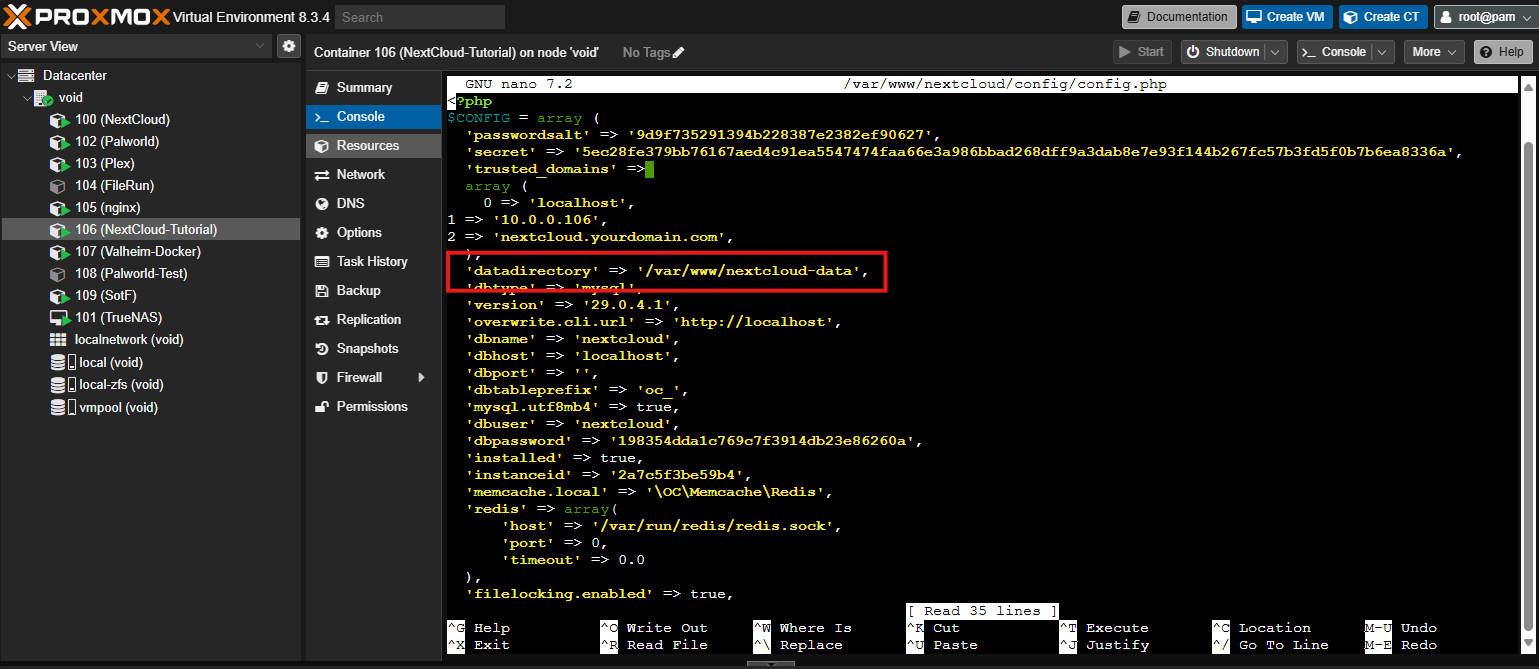 PROXMOX Virtual Environment 8.3.4 Search Documentation Create VM Create CT root@pam
Server View
Container 106 (NextCloud-Tutorial) on node 'void' No Tags Start Shutdown Console More Help
Datacenter
void
100 (NextCloud)
102 (Palworld)
103 (Plex)
104 (FileRun)
105 (nginx)
106 (NextCloud-Tutorial)
107 (Valheim-Docker)
108 (Palworld-Test)
109 (SotF)
101 (TrueNAS)
localnetwork (void)
local (void)
local-zfs (void)
vmpool (void)
Summary
Console
Resources
Network
DNS
Options
Task History
Backup
Replication
Snapshots
Firewall
Permissions
GNU nano 7.2 /var/www/nextcloud/config/config.php
<?php
$CONFIG = array (
'passwordsalt' => '9d9f735291394b228387e2382ef90627',
'secret' => '5ec28fe379bb76167aed4c91ea5547474faa66e3a986bbad268dff9a3dab8e7e93f144b267fc57b3fd5f0b7b6ea8336a',
'trusted_domains' =>
array (
0 => 'localhost',
1 => '10.0.0.106',
2 => 'nextcloud.yourdomain.com',
),
'datadirectory' => '/var/www/nextcloud-data',
'dbtype' => 'mysql',
'version' => '29.0.4.1',
'overwrite.cli.url' => 'http://localhost',
'dbname' => 'nextcloud',
'dbhost' => 'localhost',
'dbport' => '',
'dbtableprefix' => 'oc_',
'mysql.utf8mb4' => true,
'dbuser' => 'nextcloud',
'dbpassword' => '198354dda1c769c7f3914db23e86260a',
'installed' => true,
'instanceid' => '2a7c5f3be59b4',
'memcache.local' => '\OC\Memcache\Redis',
'redis' => array(
'host' => '/var/run/redis/redis.sock',
'port' => 0,
'timeout' => 0.0
),
'filelocking.enabled' => true,
[ Read 35 lines ]
^G Help ^O Write Out ^W Where Is ^K Cut ^T Execute ^C Location M-U Undo
^X Exit ^R Read File ^\ Replace ^U Paste ^J Justify ^/ Go To Line M-E Redo